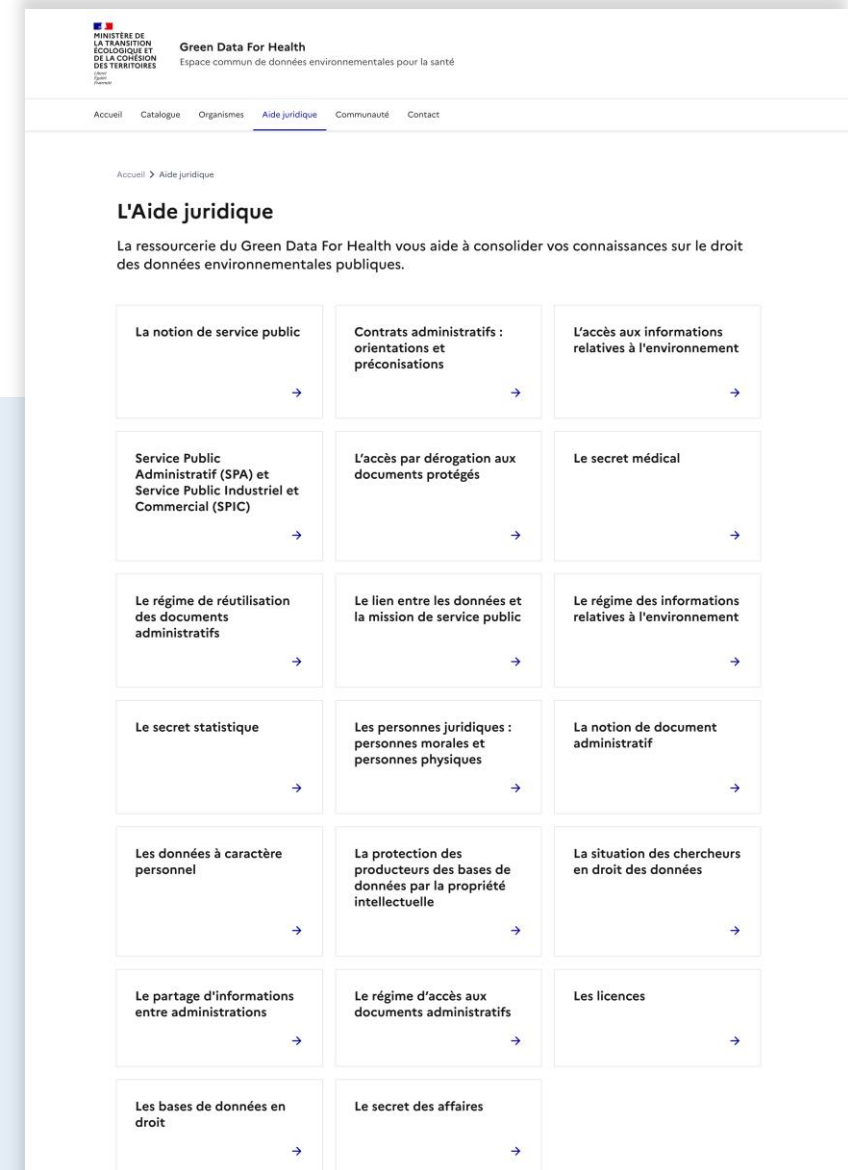 MINISTÈRE DE
LA TRANSITION
ÉCOLOGIQUE ET
DE LA COHÉSION
DES TERRITOIRES
Liberté
Égalité
Fraternité
Green Data For Health
Espace commun de données environnementales pour la santé
Accueil Catalogue Organismes Aide juridique Communauté Contact
Accueil > Aide juridique
L'Aide juridique
La ressourcerie du Green Data For Health vous aide à consolider vos connaissances sur le droit
des données environnementales publiques.
La notion de service public
Contrats administratifs :
orientations et
préconisations
L'accès aux informations
relatives à l'environnement
Service Public
Administratif (SPA) et
Service Public Industriel et
Commercial (SPIC)
L'accès par dérogation aux
documents protégés
Le secret médical
Le régime de réutilisation
des documents
administratifs
Le lien entre les données et
la mission de service public
Le régime des informations
relatives à l'environnement
Le secret statistique
Les personnes juridiques :
personnes morales et
personnes physiques
La notion de document
administratif
Les données à caractère
personnel
La protection des
producteurs des bases de
données par la propriété
intellectuelle
La situation des chercheurs
en droit des données
Le partage d'informations
entre administrations
Le régime d'accès aux
documents administratifs
Les licences
Les bases de données en
droit
Le secret des affaires